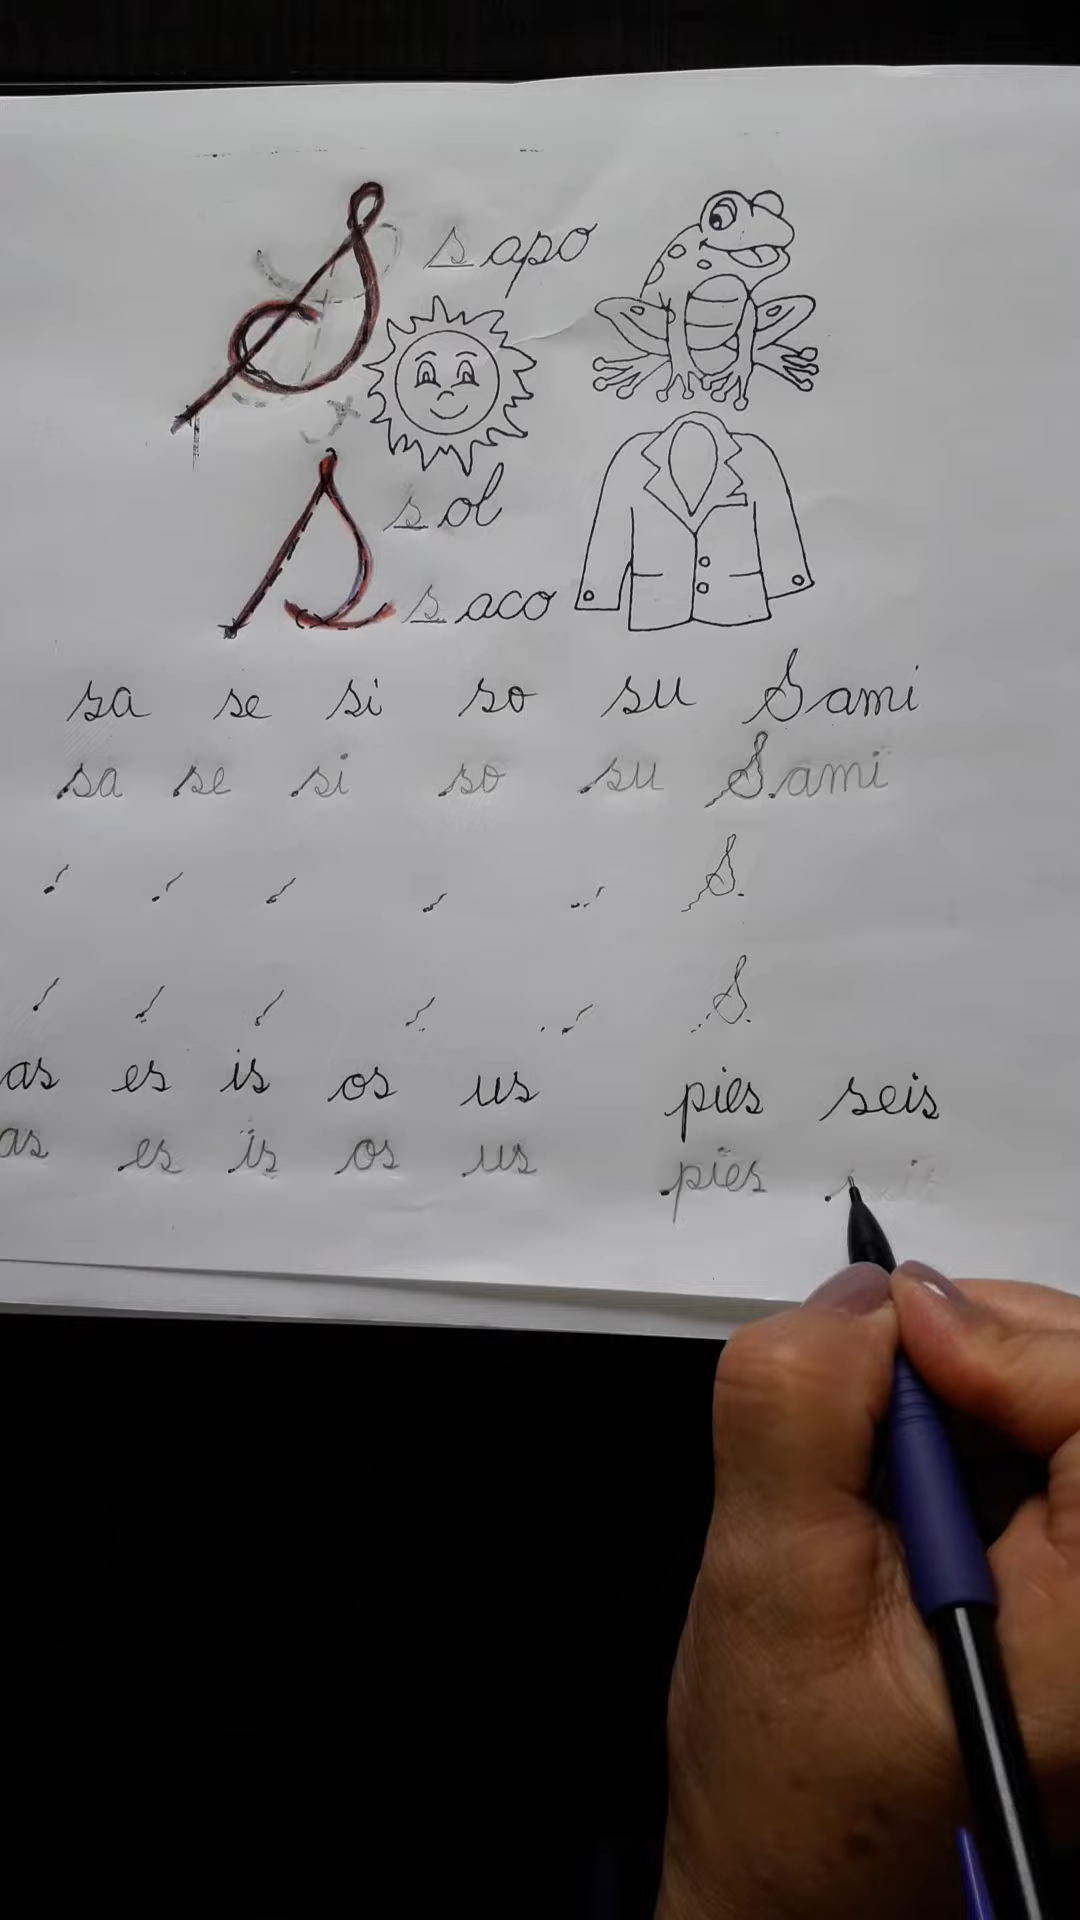 S sapo
s sol
saco
sa se si so su Sami
sa se si so su Sami
S
S
as es is os us pies seis
as es is os us pies seis